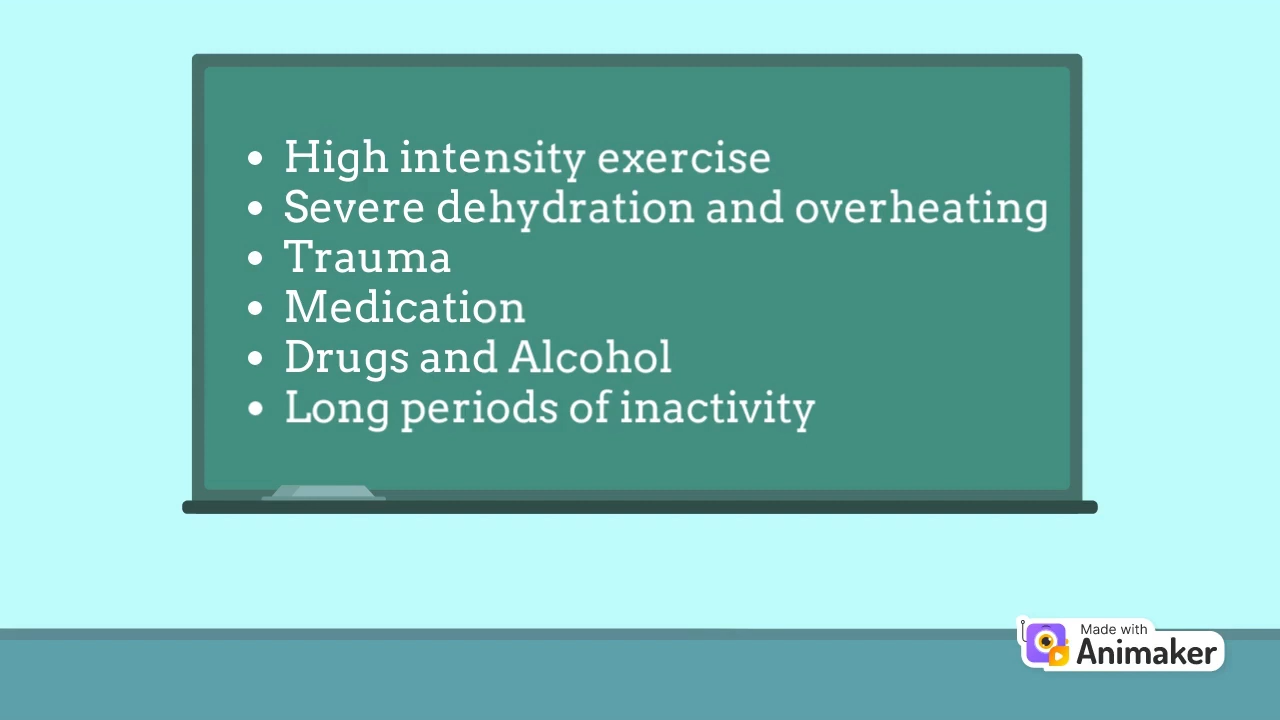 • High intensity exercise
• Severe dehydration and overheating
• Trauma
• Medication
• Drugs and Alcohol
• Long periods of inactivity
Made with
Animaker